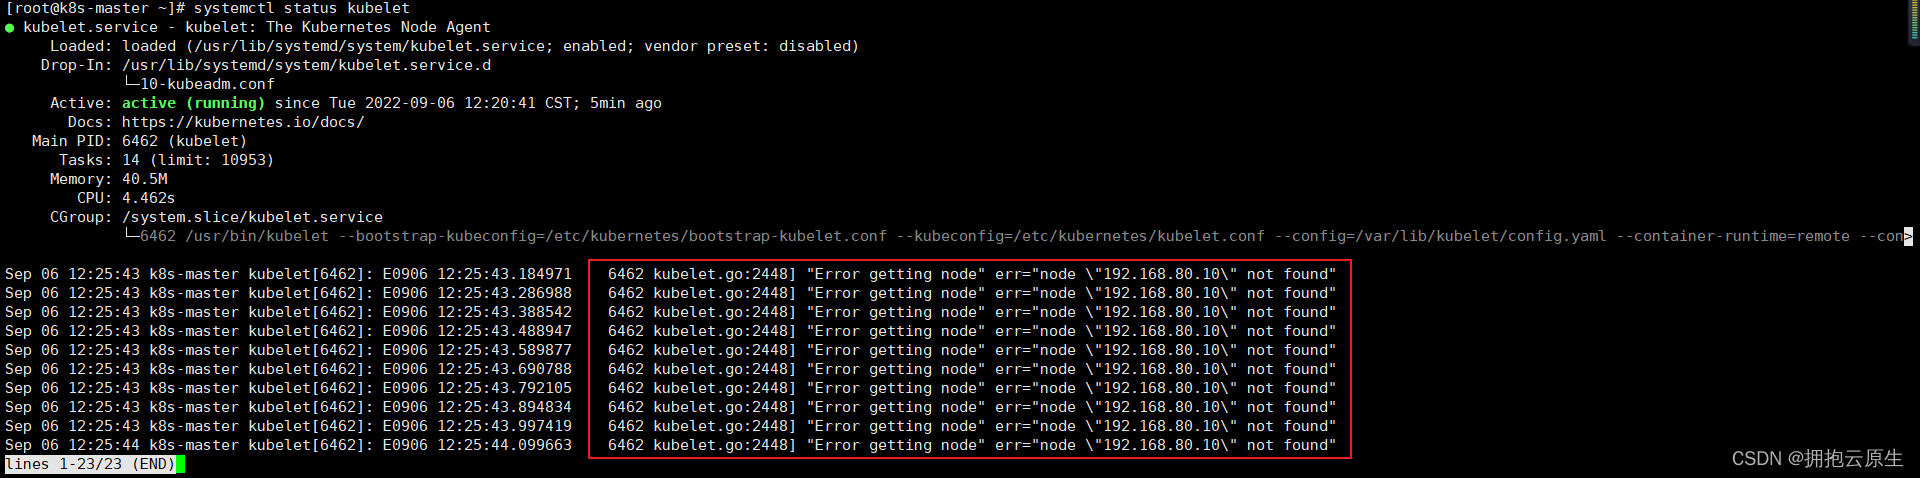 [root@k8s-master ~]# systemctl status kubelet
● kubelet.service - kubelet: The Kubernetes Node Agent
Loaded: loaded (/usr/lib/systemd/system/kubelet.service; enabled; vendor preset: disabled)
Drop-In: /usr/lib/systemd/system/kubelet.service.d
└─10-kubeadm.conf
Active: active (running) since Tue 2022-09-06 12:20:41 CST; 5min ago
Docs: https://kubernetes.io/docs/
Main PID: 6462 (kubelet)
Tasks: 14 (limit: 10953)
Memory: 40.5M
CPU: 4.462s
CGroup: /system.slice/kubelet.service
└─6462 /usr/bin/kubelet --bootstrap-kubeconfig=/etc/kubernetes/bootstrap-kubelet.conf --kubeconfig=/etc/kubernetes/kubelet.conf --config=/var/lib/kubelet/config.yaml --container-runtime=remote --con>
Sep 06 12:25:43 k8s-master kubelet[6462]: E0906 12:25:43.184971    6462 kubelet.go:2448] "Error getting node" err="node \"192.168.80.10\" not found"
Sep 06 12:25:43 k8s-master kubelet[6462]: E0906 12:25:43.286988    6462 kubelet.go:2448] "Error getting node" err="node \"192.168.80.10\" not found"
Sep 06 12:25:43 k8s-master kubelet[6462]: E0906 12:25:43.388542    6462 kubelet.go:2448] "Error getting node" err="node \"192.168.80.10\" not found"
Sep 06 12:25:43 k8s-master kubelet[6462]: E0906 12:25:43.488947    6462 kubelet.go:2448] "Error getting node" err="node \"192.168.80.10\" not found"
Sep 06 12:25:43 k8s-master kubelet[6462]: E0906 12:25:43.589877    6462 kubelet.go:2448] "Error getting node" err="node \"192.168.80.10\" not found"
Sep 06 12:25:43 k8s-master kubelet[6462]: E0906 12:25:43.690788    6462 kubelet.go:2448] "Error getting node" err="node \"192.168.80.10\" not found"
Sep 06 12:25:43 k8s-master kubelet[6462]: E0906 12:25:43.792105    6462 kubelet.go:2448] "Error getting node" err="node \"192.168.80.10\" not found"
Sep 06 12:25:43 k8s-master kubelet[6462]: E0906 12:25:43.894834    6462 kubelet.go:2448] "Error getting node" err="node \"192.168.80.10\" not found"
Sep 06 12:25:43 k8s-master kubelet[6462]: E0906 12:25:43.997419    6462 kubelet.go:2448] "Error getting node" err="node \"192.168.80.10\" not found"
Sep 06 12:25:44 k8s-master kubelet[6462]: E0906 12:25:44.099663    6462 kubelet.go:2448] "Error getting node" err="node \"192.168.80.10\" not found"
lines 1-23/23 (END)
CSDN @拥抱云原生